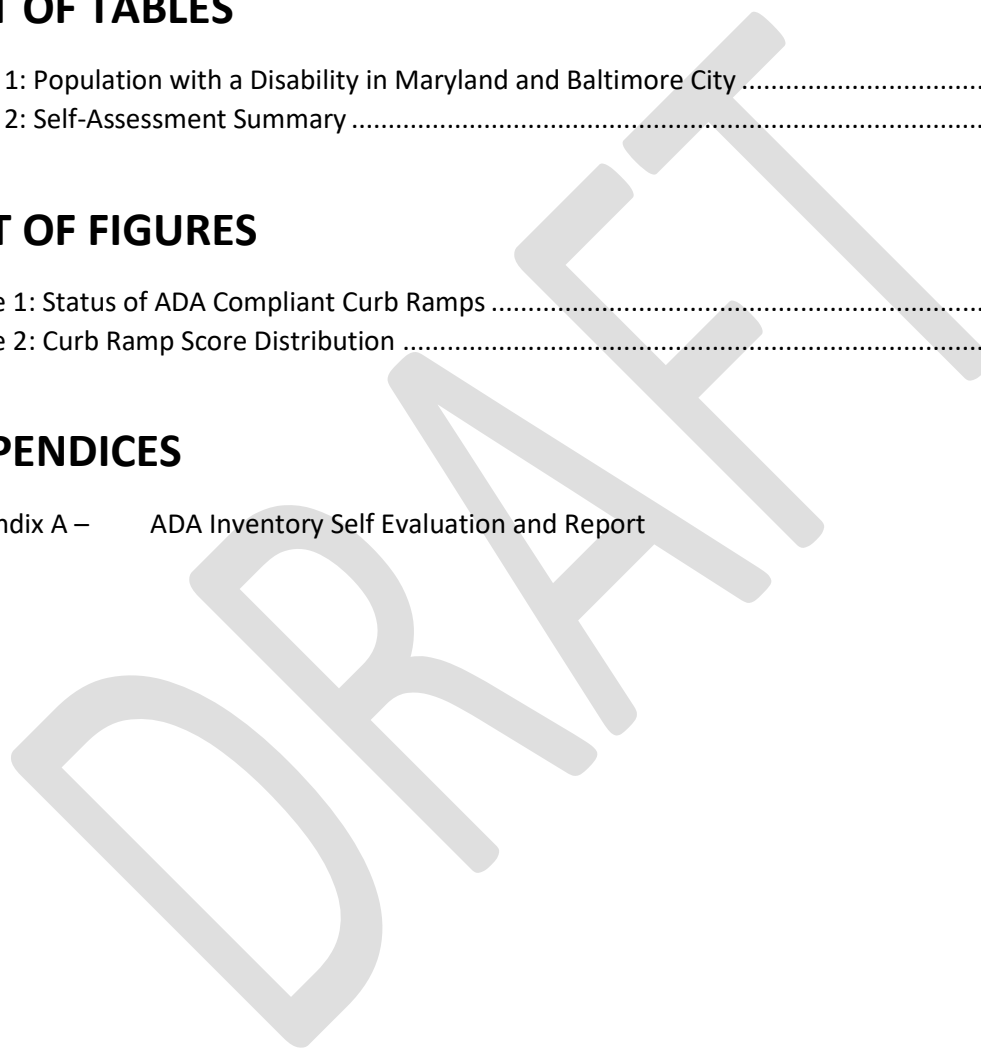 T OF TABLES
1: Population with a Disability in Maryland and Baltimore City ................................
2: Self-Assessment Summary ................................................................................
T OF FIGURES
e 1: Status of ADA Compliant Curb Ramps ................................................................
e 2: Curb Ramp Score Distribution ................................................................................
PENDICES
ndix A – ADA Inventory Self Evaluation and Report
DRAFT